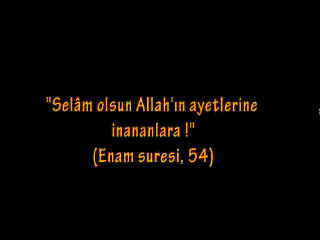 "Selâm olsun Allah'ın ayetlerine
inananlara !"
(Enam suresi, 54)